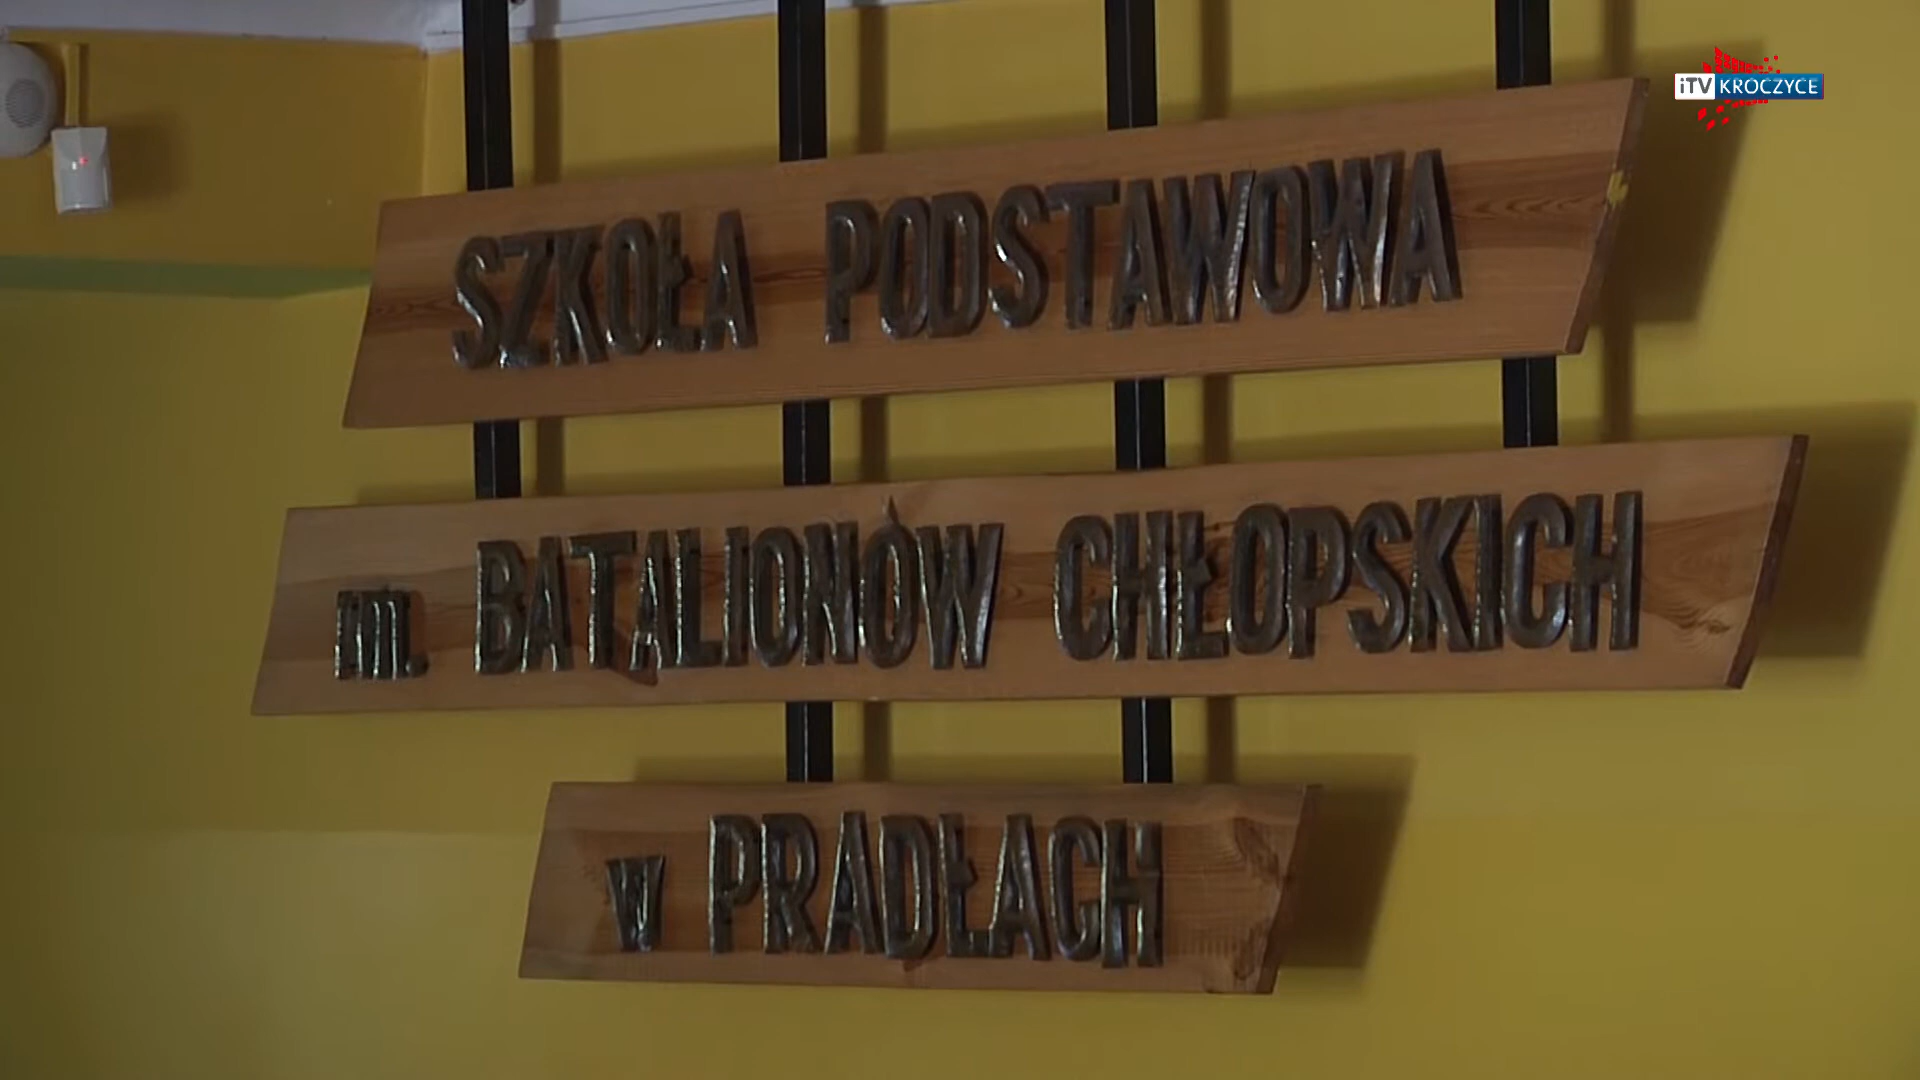 iTV KROCZYCE
SZKOŁA PODSTAWOWA
im. BATALIONÓW CHŁOPSKICH
w PRADŁACH